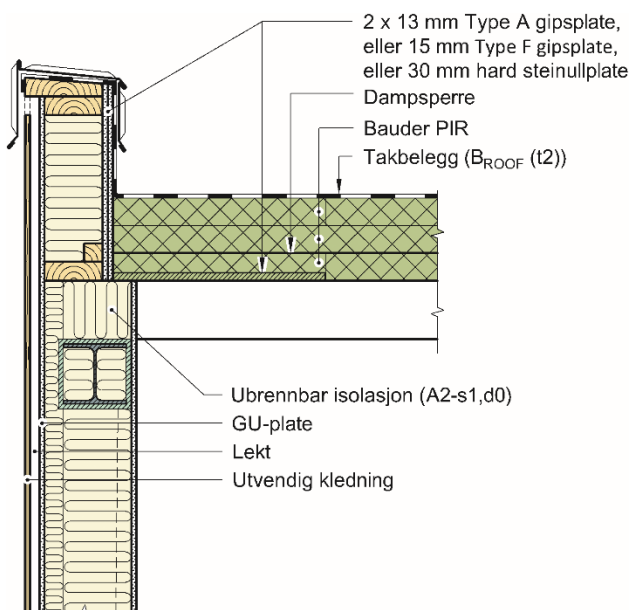 2 x 13 mm Type A gipsplate,
eller 15 mm Type F gipsplate,
eller 30 mm hard steinullplate
Dampsperre
Bauder PIR
Takbelegg (BROOF (t2))
Ubrennbar isolasjon (A2-s1,d0)
GU-plate
Lekt
Utvendig kledning